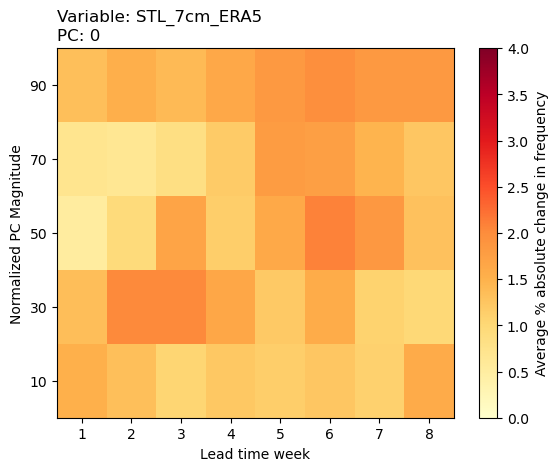 Variable: STL_7cm_ERA5
PC: 0
90
70
50
30
10
Normalized PC Magnitude
1 2 3 4 5 6 7 8
Lead time week
4.0
3.5
3.0
2.5
2.0
1.5
1.0
0.5
0.0
Average % absolute change in frequency